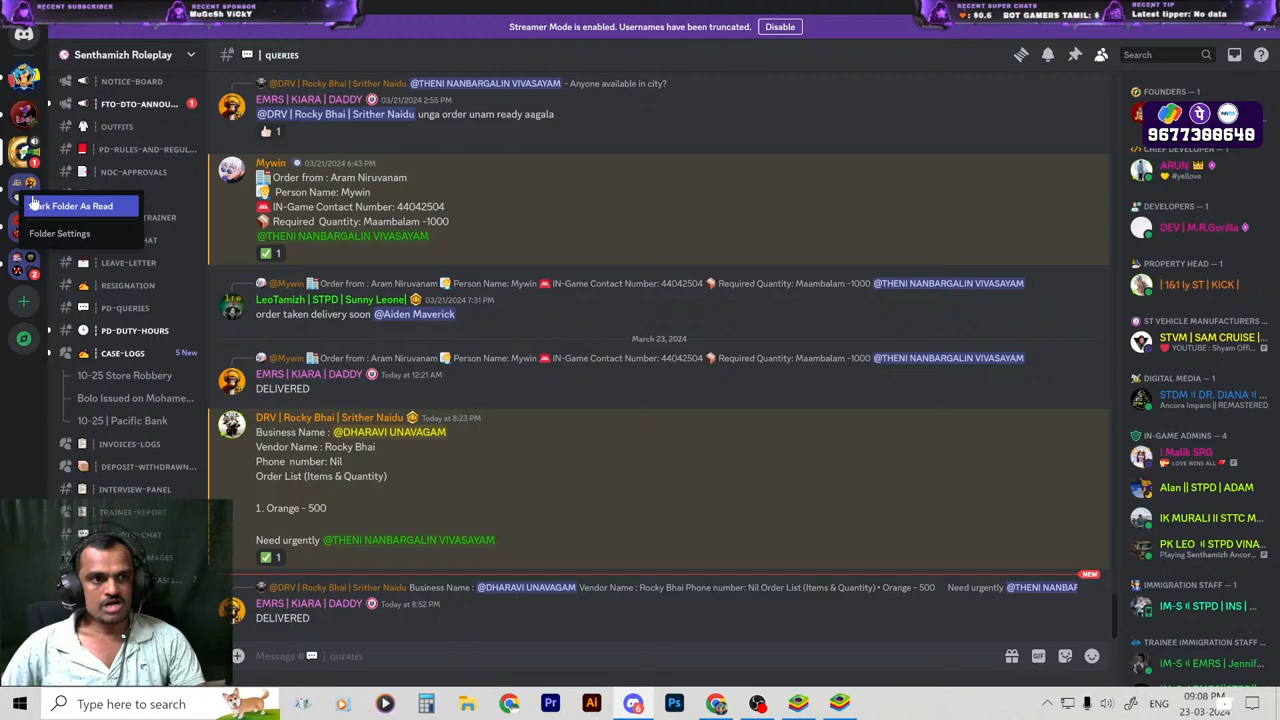 RECENT DONATOR
RECENT SPONSOR
MuGeSh ViCKY
RECENT SUPER CHATS
: $0.6
BOT GAMERS TAMIL: $
RECENT TIP
Latest tipper: No data
Streamer Mode is enabled. Usernames have been truncated.
Disable
Senthamizh Roleplay
QUERIES
Search
NOTICE-BOARD
FTO-DTO-ANNOU...
1
OUTFITS
PD-RULES-AND-REGUL...
NOC-APPROVALS
1
Mark Folder As Read
TRAINER
Folder Settings
HAT
LEAVE-LETTER
2
RESIGNATION
PD-QUERIES
PD-DUTY-HOURS
CASE-LOGS
5 New
10-25 Store Robbery
Bolo Issued on Mohame...
10-25 | Pacific Bank
INVOICES-LOGS
DEPOSIT-WITHDRAWN...
INTERVIEW-PANEL
TRAINEE-REPORT
@DRV | Rocky Bhai | Srither Naidu @THENI NANBARGALIN VIVASAYAM - Anyone available in city?
EMRS | KIARA | DADDY 03/21/2024 2:55 PM
@DRV | Rocky Bhai | Srither Naidu unga order unam ready aagala
1
Mywin 03/21/2024 6:43 PM
Order from : Aram Niruvanam
Person Name: Mywin
IN-Game Contact Number: 44042504
Required Quantity: Maambalam -1000
@THENI NANBARGALIN VIVASAYAM
1
@Mywin Order from : Aram Niruvanam Person Name: Mywin IN-Game Contact Number: 44042504 Required Quantity: Maambalam -1000 @THENI NANBARGALIN VIVASAYAM
LeoTamizh | STPD | Sunny Leone| 03/21/2024 7:31 PM
order taken delivery soon @Aiden Maverick
March 23, 2024
@Mywin Order from : Aram Niruvanam Person Name: Mywin IN-Game Contact Number: 44042504 Required Quantity: Maambalam -1000 @THENI NANBARGALIN VIVASAYAM
EMRS | KIARA | DADDY Today at 12:21 AM
DELIVERED
DRV | Rocky Bhai | Srither Naidu Today at 8:23 PM
Business Name : @DHARAVI UNAVAGAM
Vendor Name : Rocky Bhai
Phone number: Nil
Order List (Items & Quantity)
1. Orange - 500
Need urgently @THENI NANBARGALIN VIVASAYAM
1
NEW
@DRV | Rocky Bhai | Srither Naidu Business Name : @DHARAVI UNAVAGAM Vendor Name : Rocky Bhai Phone number: Nil Order List (Items & Quantity) • Orange - 500 Need urgently @THENI NANBAR
EMRS | KIARA | DADDY Today at 8:52 PM
DELIVERED
Message # QUERIES
GIF
FOUNDERS — 1
9677300640
CHIEF DEVELOPER
ARUN
#yellove
DEVELOPERS — 1
DEV | M.R.Gorilla
PROPERTY HEAD — 1
| 1&1 ly ST | KICK |
ST VEHICLE MANUFACTURERS
STVM | SAM CRUISE |...
YOUTUBE : Shyam Offi...
DIGITAL MEDIA — 1
STDM || DR. DIANA || ...
Ancora Imparo || REMASTERED
IN-GAME ADMINS — 4
! Malik SRG
LOVE WINS ALL
Alan || STPD | ADAM
IK MURALI II STTC M...
PK LEO || STPD VINA...
Playing Senthamizh Ancor...
IMMIGRATION STAFF — 1
IM-S || STPD | INS | ...
TRAINEE IMMIGRATION STAFF ...
IM-S || EMRS | Jennif...
Type here to search
Pr
Ai
6
Ps
ENG
09:08 PM
23-03-2024